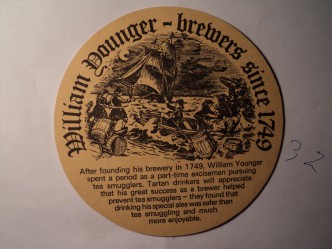 William Younger - brewers since 1749
After founding his brewery in 1749, William Younger
spent a period as a part-time exciseman pursuing
tea smugglers. Tartan drinkers will appreciate
that his great success as a brewer helped
prevent tea smugglers – they found that
drinking his special ales was safer than
tea smuggling and much
more enjoyable.
32